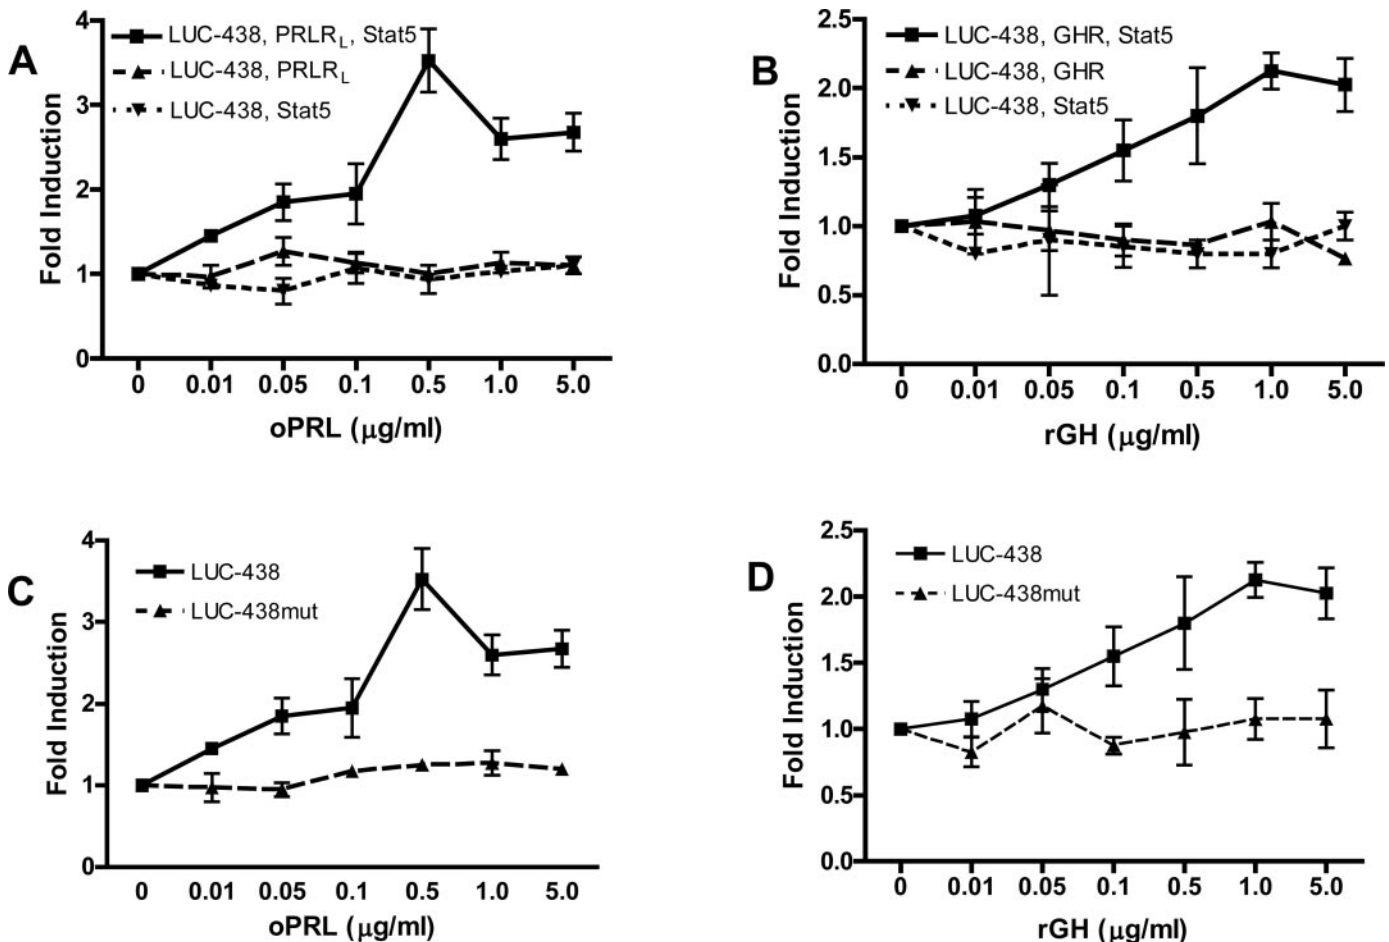 A
LUC-438, PRLRL, Stat5
LUC-438, PRLRL
LUC-438, Stat5
Fold Induction
4
3
2
1
0
0 0.01 0.05 0.1 0.5 1.0 5.0
oPRL (μg/ml)
B
LUC-438, GHR, Stat5
LUC-438, GHR
LUC-438, Stat5
Fold Induction
2.5
2.0
1.5
1.0
0.5
0.0
0 0.01 0.05 0.1 0.5 1.0 5.0
rGH (μg/ml)
C
LUC-438
LUC-438mut
Fold Induction
4
3
2
1
0
0 0.01 0.05 0.1 0.5 1.0 5.0
oPRL (μg/ml)
D
LUC-438
LUC-438mut
Fold Induction
2.5
2.0
1.5
1.0
0.5
0.0
0 0.01 0.05 0.1 0.5 1.0 5.0
rGH (μg/ml)